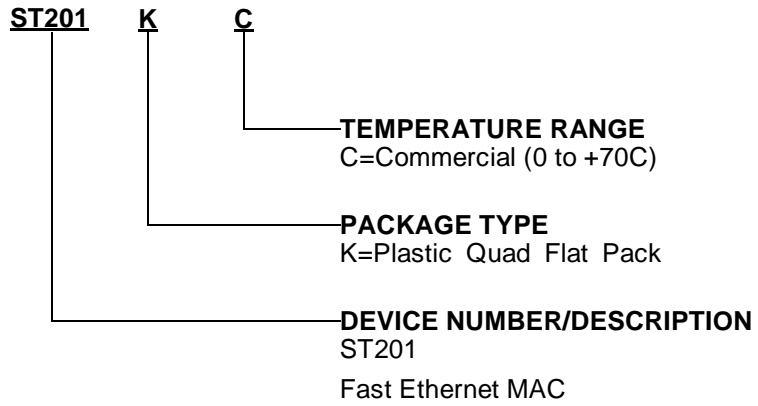 ST201 K C
TEMPERATURE RANGE
C=Commercial (0 to +70C)
PACKAGE TYPE
K=Plastic Quad Flat Pack
DEVICE NUMBER/DESCRIPTION
ST201
Fast Ethernet MAC